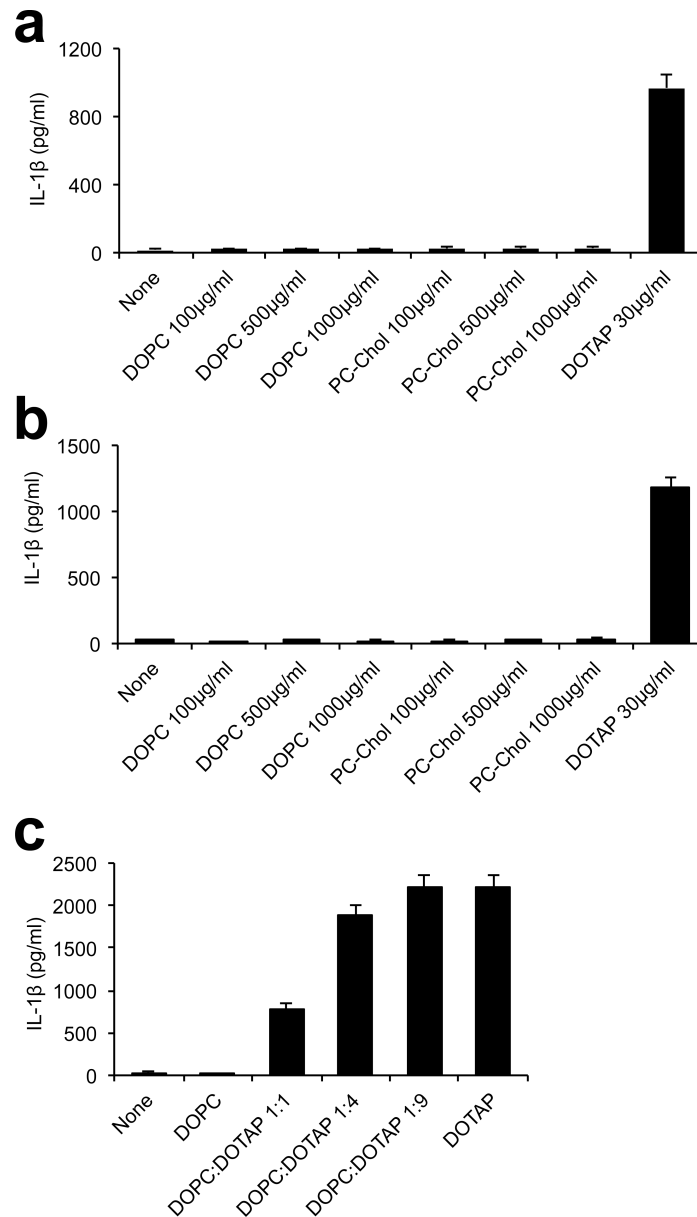 a
1200
800
400
0
IL-1β (pg/ml)
None
DOPC 100µg/ml
DOPC 500µg/ml
DOPC 1000µg/ml
PC-Chol 100µg/ml
PC-Chol 500µg/ml
PC-Chol 1000µg/ml
DOTAP 30µg/ml
b
1500
1000
500
0
IL-1β (pg/ml)
None
DOPC 100µg/ml
DOPC 500µg/ml
DOPC 1000µg/ml
PC-Chol 100µg/ml
PC-Chol 500µg/ml
PC-Chol 1000µg/ml
DOTAP 30µg/ml
c
2500
2000
1500
1000
500
0
IL-1β (pg/ml)
None
DOPC
DOPC:DOTAP 1:1
DOPC:DOTAP 1:4
DOPC:DOTAP 1:9
DOTAP